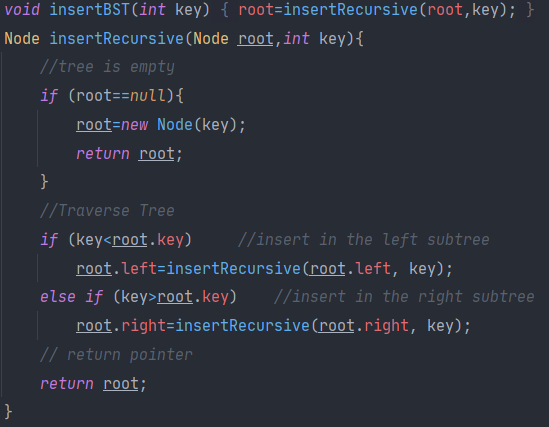 void insertBST(int key) { root=insertRecursive(root,key); }
Node insertRecursive(Node root,int key){
//tree is empty
if (root==null){
root=new Node(key);
return root;
}
//Traverse Tree
if (key<root.key)     //insert in the left subtree
root.left=insertRecursive(root.left, key);
else if (key>root.key)    //insert in the right subtree
root.right=insertRecursive(root.right, key);
// return pointer
return root;
}